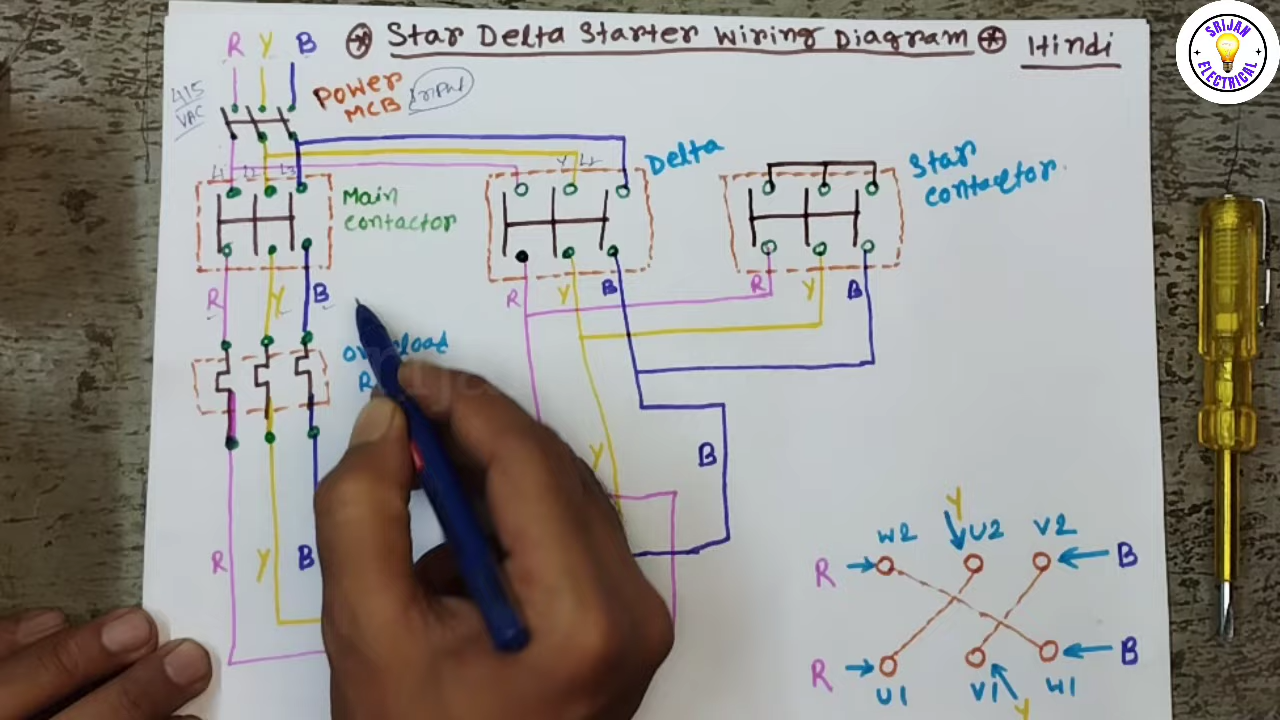 R Y B
* Star Delta Starter Wiring Diagram * Hindi
SRIJAN
ELECTRICAL
415
VAC
Power
MCB
L1 L2 L3
Y
Delta
Star
contactor
Main
contactor
R Y B
R Y B
R Y B
R Y B
Y
B
Y
W2 U2 V2
R B
R B
U1 V1 W1
Y